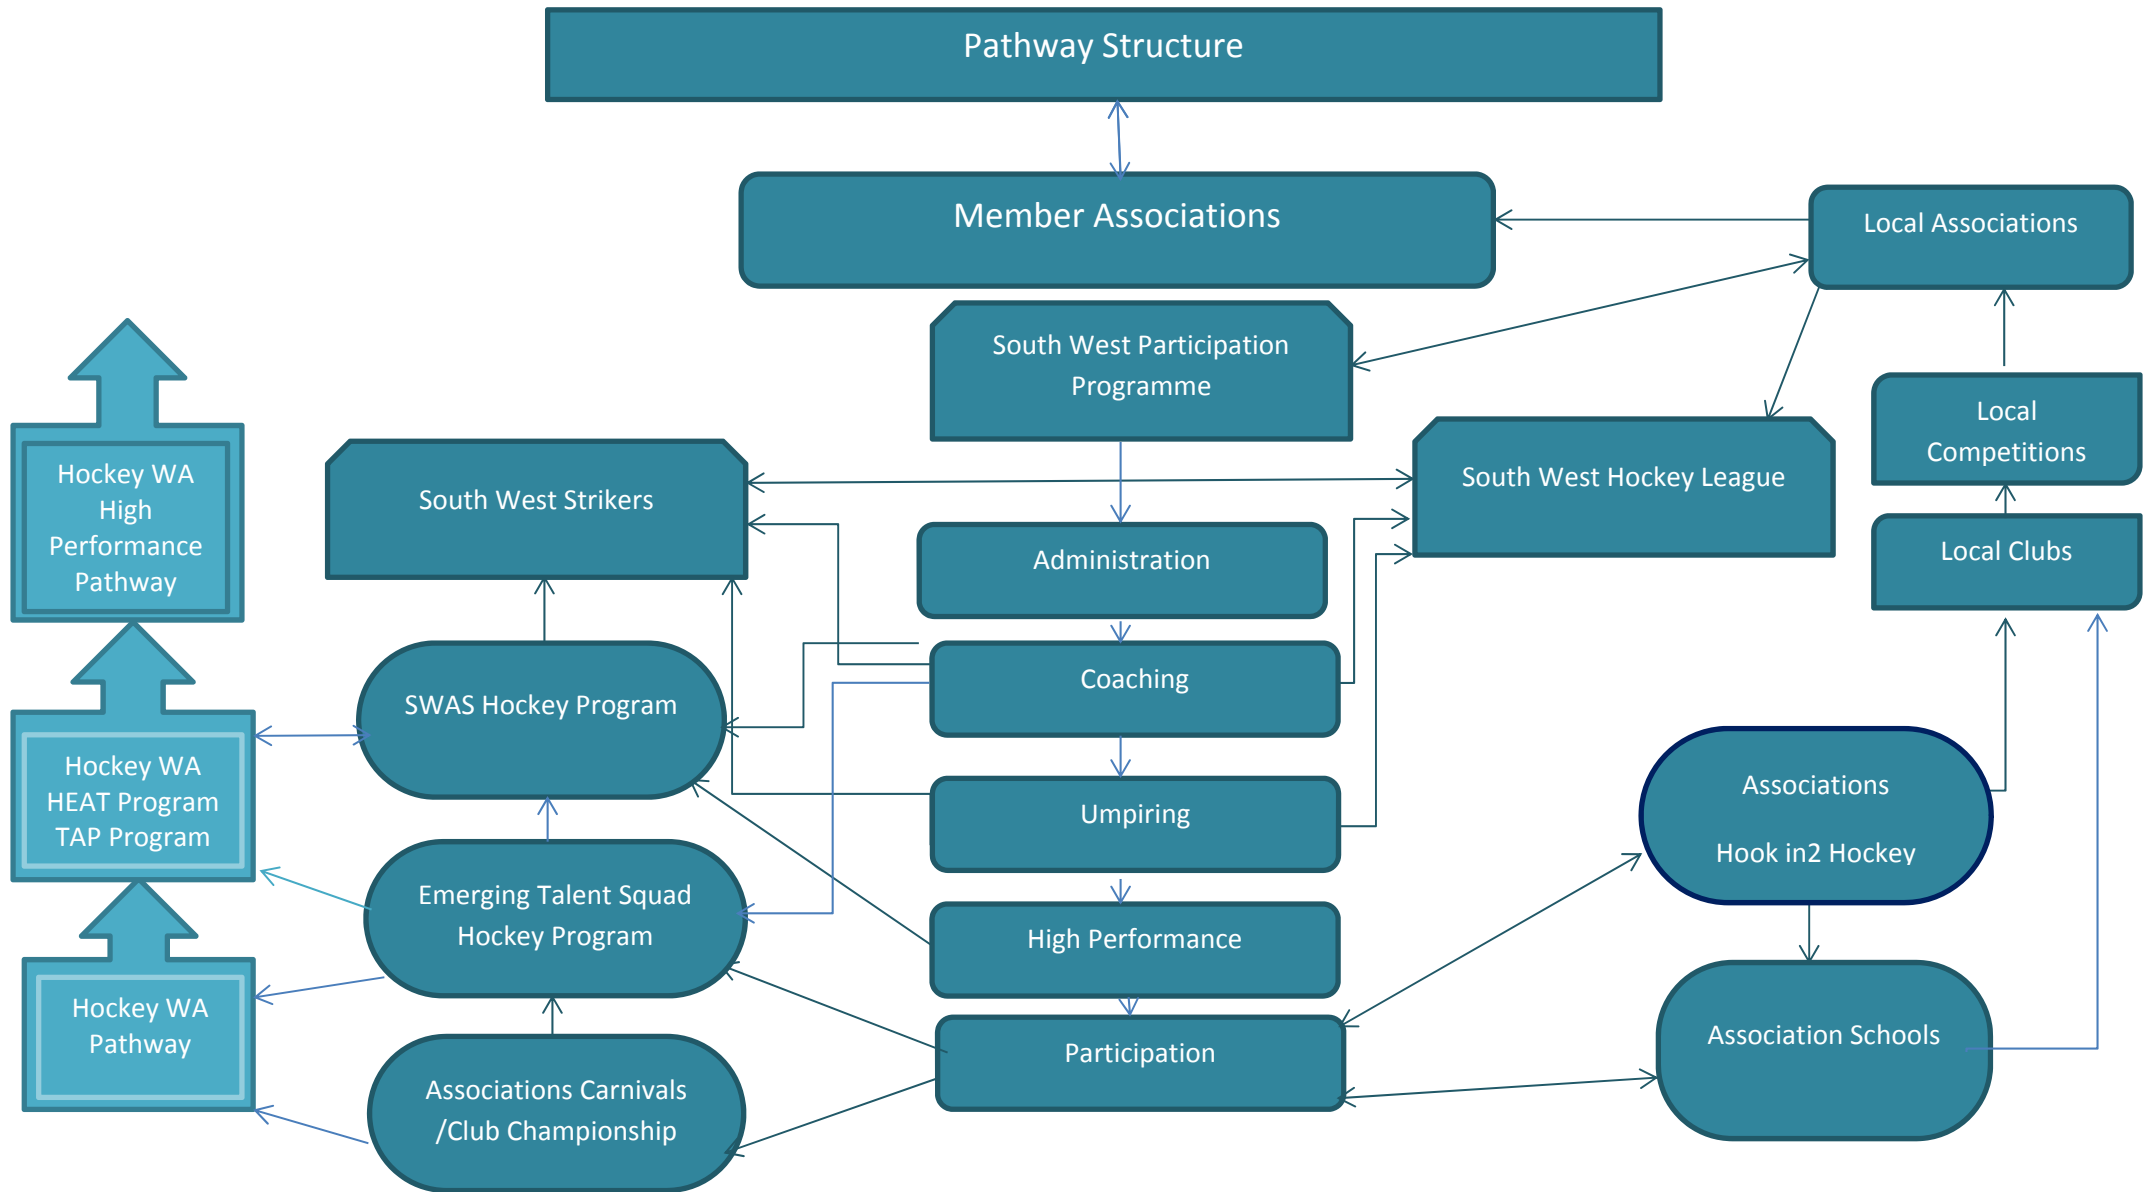 Pathway Structure
Member Associations
Local Associations
South West Participation
Programme
Local
Competitions
Hockey WA
High
Performance
Pathway
South West Strikers
South West Hockey League
Administration
Local Clubs
Coaching
SWAS Hockey Program
Hockey WA
HEAT Program
TAP Program
Umpiring
Associations
Hook in2 Hockey
Emerging Talent Squad
Hockey Program
High Performance
Hockey WA
Pathway
Participation
Association Schools
Associations Carnivals
/Club Championship